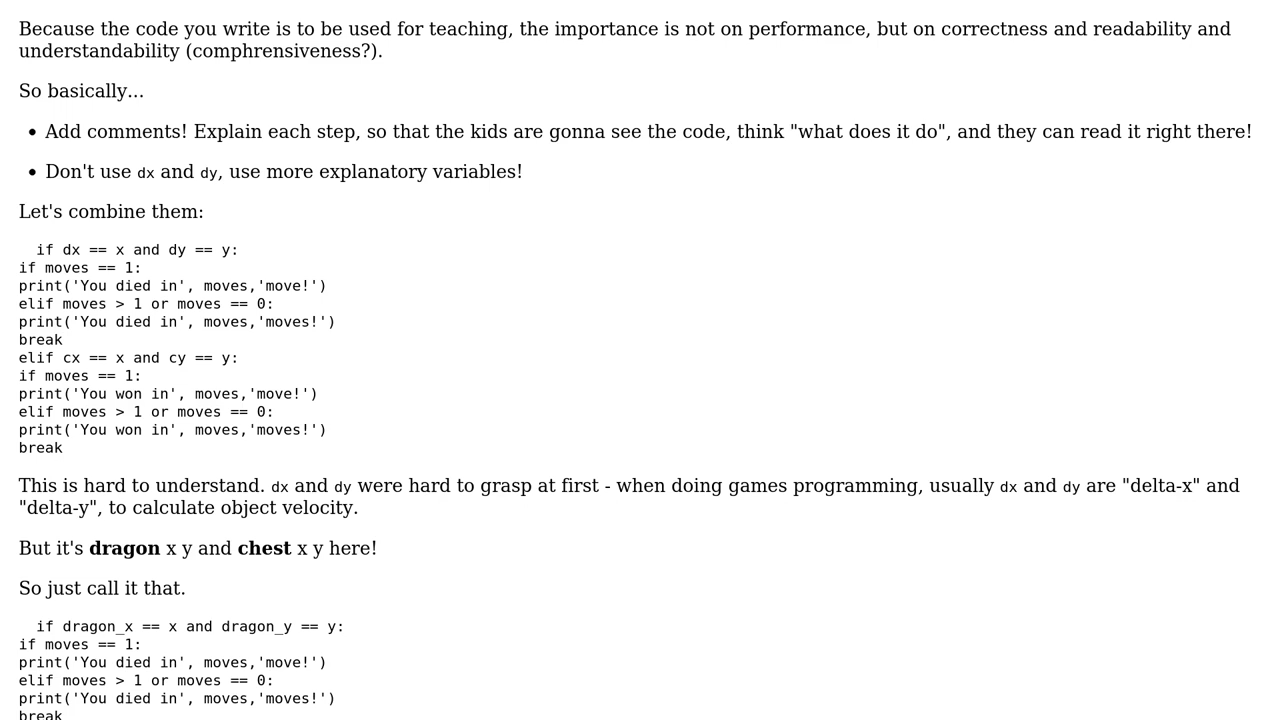 Because the code you write is to be used for teaching, the importance is not on performance, but on correctness and readability and
understandability (comphrensiveness?).
So basically...
• Add comments! Explain each step, so that the kids are gonna see the code, think "what does it do", and they can read it right there!
• Don't use dx and dy, use more explanatory variables!
Let's combine them:
if dx == x and dy == y:
if moves == 1:
print('You died in', moves,'move!')
elif moves > 1 or moves == 0:
print('You died in', moves,'moves!')
break
elif cx == x and cy == y:
if moves == 1:
print('You won in', moves,'move!')
elif moves > 1 or moves == 0:
print('You won in', moves,'moves!')
break
This is hard to understand. dx and dy were hard to grasp at first - when doing games programming, usually dx and dy are "delta-x" and
"delta-y", to calculate object velocity.
But it's dragon x y and chest x y here!
So just call it that.
if dragon_x == x and dragon_y == y:
if moves == 1:
print('You died in', moves,'move!')
elif moves > 1 or moves == 0:
print('You died in', moves,'moves!')
break